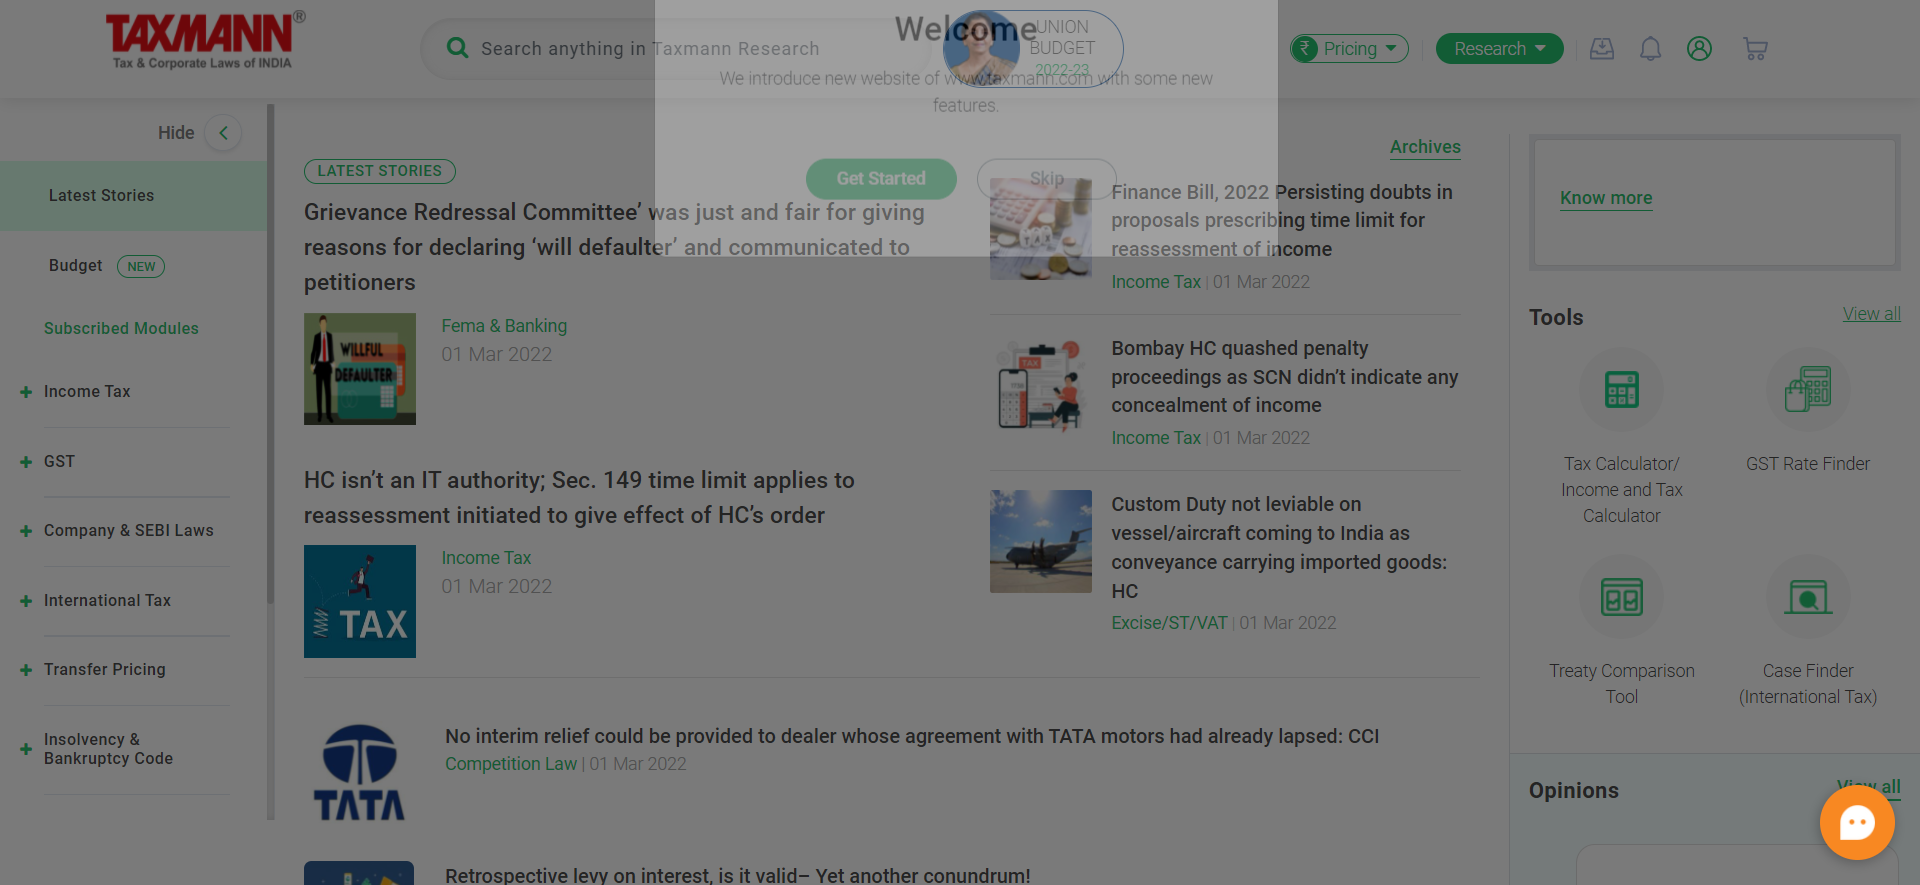 TAXMANN®
Tax & Corporate Laws of INDIA
Search anything in Taxmann Research
UNION
BUDGET
2022-23
Pricing
Research
Welcome
We introduce new website of www.taxmann.com with some new
features.
Get Started
Skip
Hide
Latest Stories
Budget NEW
Subscribed Modules
Income Tax
GST
Company & SEBI Laws
International Tax
Transfer Pricing
Insolvency &
Bankruptcy Code
LATEST STORIES
Archives
Grievance Redressal Committee’ was just and fair for giving
reasons for declaring ‘will defaulter’ and communicated to
petitioners
WILLFUL
DEFAULTER
Fema & Banking
01 Mar 2022
HC isn’t an IT authority; Sec. 149 time limit applies to
reassessment initiated to give effect of HC’s order
TAX
Income Tax
01 Mar 2022
TAX
Finance Bill, 2022 Persisting doubts in
proposals prescribing time limit for
reassessment of income
Income Tax | 01 Mar 2022
TAX
Bombay HC quashed penalty
proceedings as SCN didn’t indicate any
concealment of income
Income Tax | 01 Mar 2022
Custom Duty not leviable on
vessel/aircraft coming to India as
conveyance carrying imported goods:
HC
Excise/ST/VAT | 01 Mar 2022
TATA
No interim relief could be provided to dealer whose agreement with TATA motors had already lapsed: CCI
Competition Law | 01 Mar 2022
Retrospective levy on interest, is it valid– Yet another conundrum!
Know more
Tools
View all
Tax Calculator/
Income and Tax
Calculator
GST Rate Finder
Treaty Comparison
Tool
Case Finder
(International Tax)
Opinions
View all